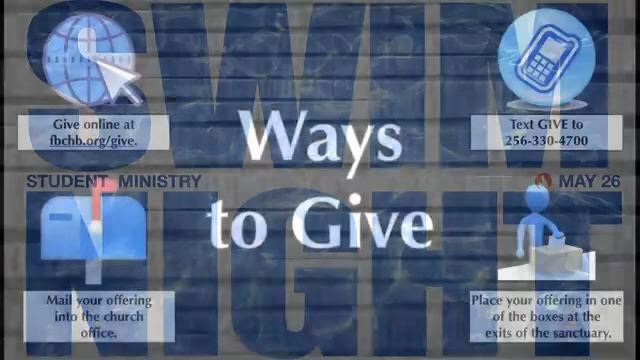 SWIM
Give online at
fbchb.org/give.
Text GIVE to
256-330-4700
Ways
to Give
STUDENT MINISTRY
MAY 26
NIGHT
Mail your offering
into the church
office.
Place your offering in one
of the boxes at the
exits of the sanctuary.